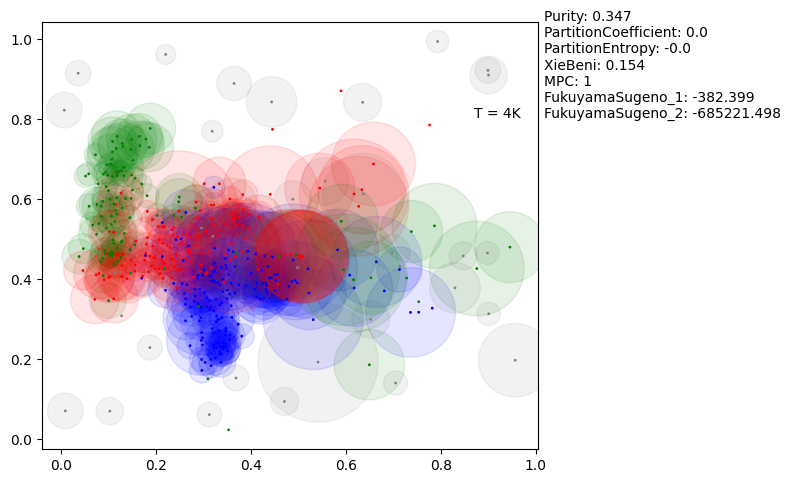 Purity: 0.347
PartitionCoefficient: 0.0
PartitionEntropy: -0.0
XieBeni: 0.154
MPC: 1
FukuyamaSugeno_1: -382.399
FukuyamaSugeno_2: -685221.498
T = 4K
1.0
0.8
0.6
0.4
0.2
0.0
0.0 0.2 0.4 0.6 0.8 1.0